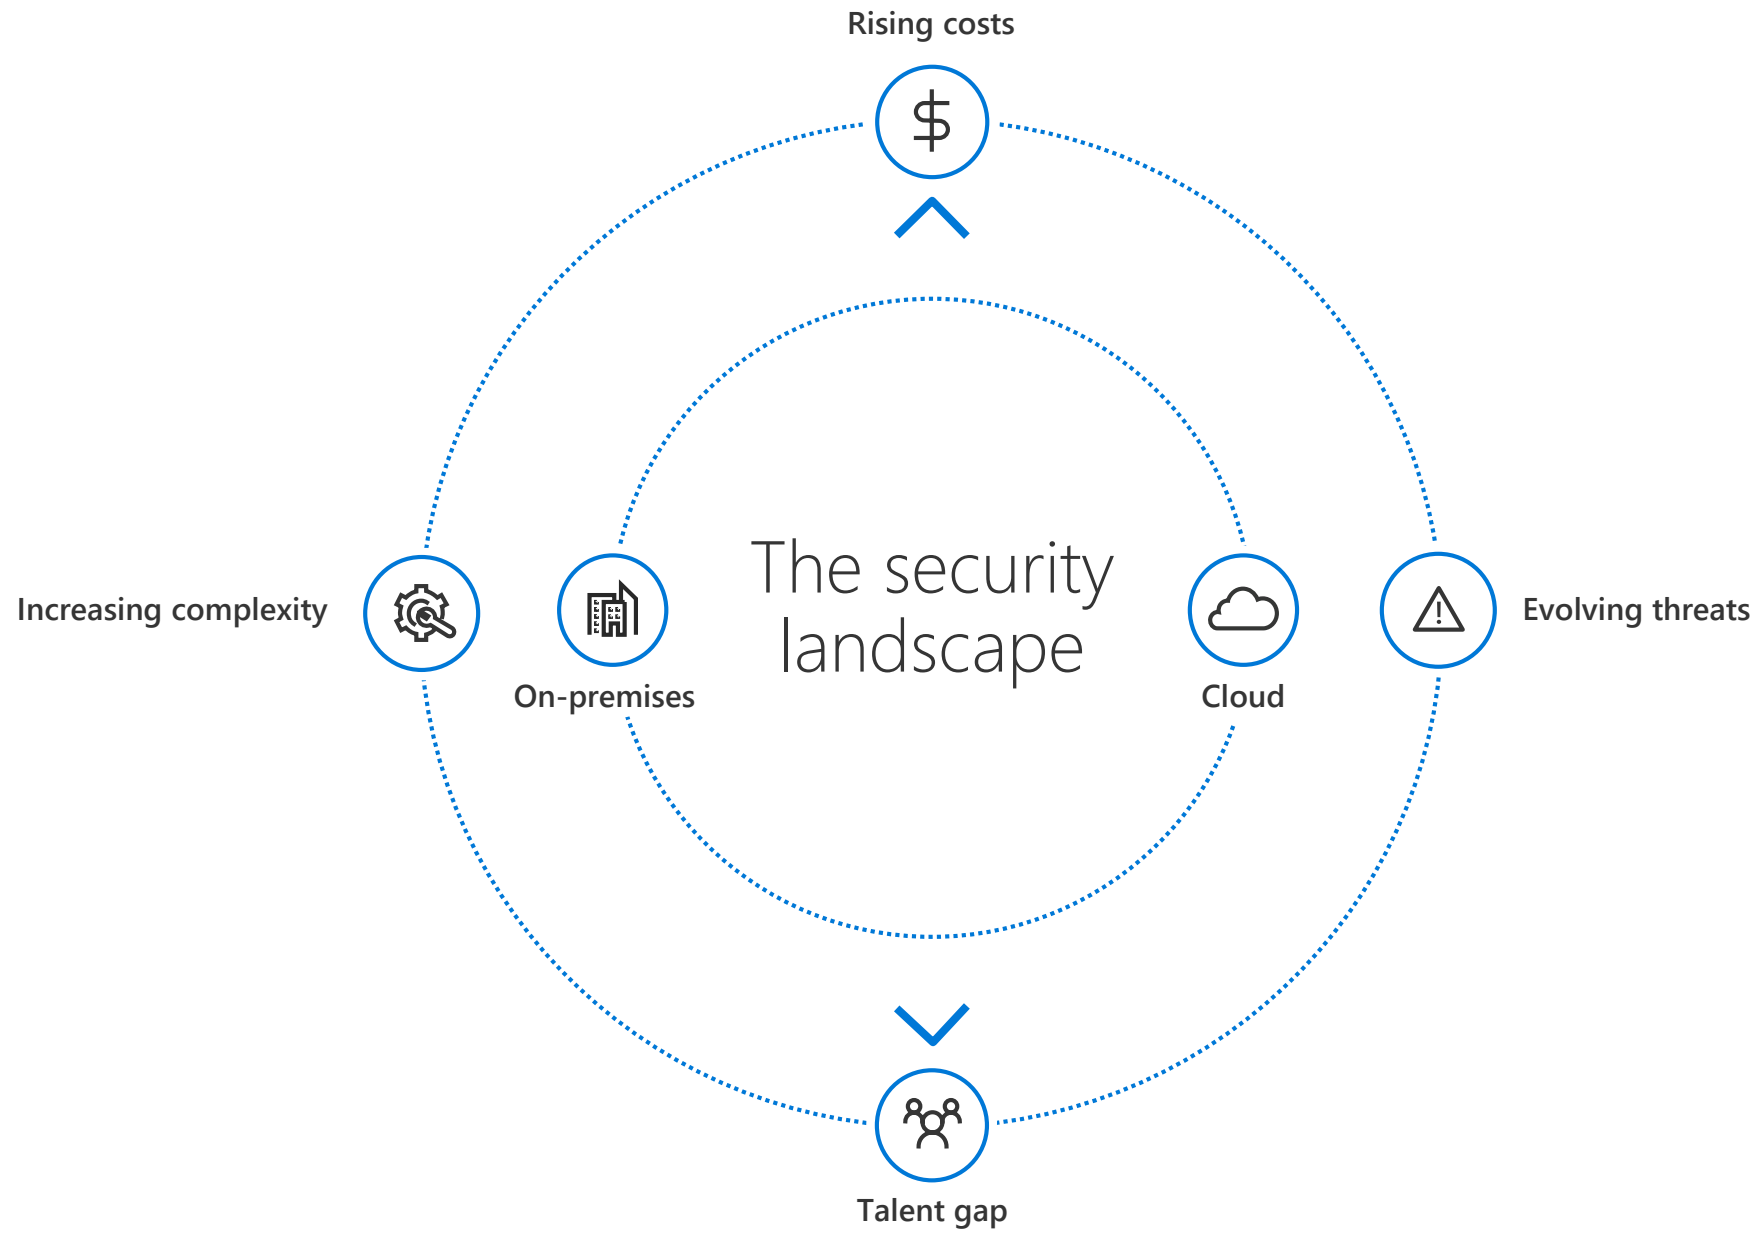 Rising costs
The security
landscape
Increasing complexity
Evolving threats
On-premises
Cloud
Talent gap